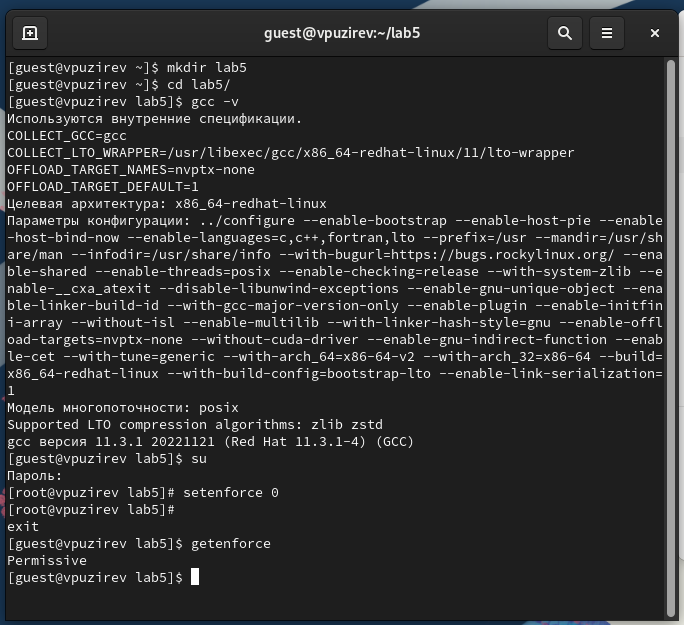 guest@vpuzirev:~/lab5
[guest@vpuzirev ~]$ mkdir lab5
[guest@vpuzirev ~]$ cd lab5/
[guest@vpuzirev lab5]$ gcc -v
Используются внутренние спецификации.
COLLECT_GCC=gcc
COLLECT_LTO_WRAPPER=/usr/libexec/gcc/x86_64-redhat-linux/11/lto-wrapper
OFFLOAD_TARGET_NAMES=nvptx-none
OFFLOAD_TARGET_DEFAULT=1
Целевая архитектура: x86_64-redhat-linux
Параметры конфигурации: ../configure --enable-bootstrap --enable-host-pie --enable
-host-bind-now --enable-languages=c,c++,fortran,lto --prefix=/usr --mandir=/usr/sh
are/man --infodir=/usr/share/info --with-bugurl=https://bugs.rockylinux.org/ --ena
ble-shared --enable-threads=posix --enable-checking=release --with-system-zlib --e
nable-__cxa_atexit --disable-libunwind-exceptions --enable-gnu-unique-object --ena
ble-linker-build-id --with-gcc-major-version-only --enable-plugin --enable-initfin
i-array --without-isl --enable-multilib --with-linker-hash-style=gnu --enable-offl
oad-targets=nvptx-none --without-cuda-driver --enable-gnu-indirect-function --enab
le-cet --with-tune=generic --with-arch_64=x86-64-v2 --with-arch_32=x86-64 --build=
x86_64-redhat-linux --with-build-config=bootstrap-lto --enable-link-serialization=
1
Модель многопоточности: posix
Supported LTO compression algorithms: zlib zstd
gcc версия 11.3.1 20221121 (Red Hat 11.3.1-4) (GCC)
[guest@vpuzirev lab5]$ su
Пароль:
[root@vpuzirev lab5]# setenforce 0
[root@vpuzirev lab5]#
exit
[guest@vpuzirev lab5]$ getenforce
Permissive
[guest@vpuzirev lab5]$